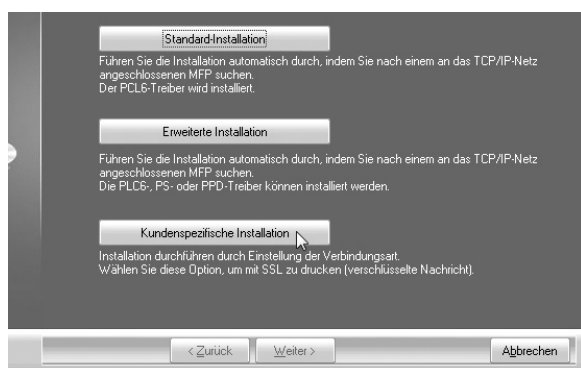 Standard-Installation
Führen Sie die Installation automatisch durch, indem Sie nach einem an das TCP/IP-Netz
angeschlossenen MFP suchen.
Der PCL6-Treiber wird installiert.
Erweiterte Installation
Führen Sie die Installation automatisch durch, indem Sie nach einem an das TCP/IP-Netz
angeschlossenen MFP suchen.
Die PLC6-, PS- oder PPD-Treiber können installiert werden.
Kundenspezifische Installation
Installation durchführen durch Einstellung der Verbindungsart.
Wählen Sie diese Option, um mit SSL zu drucken (verschlüsselte Nachricht).
< Zurück
Weiter >
Abbrechen